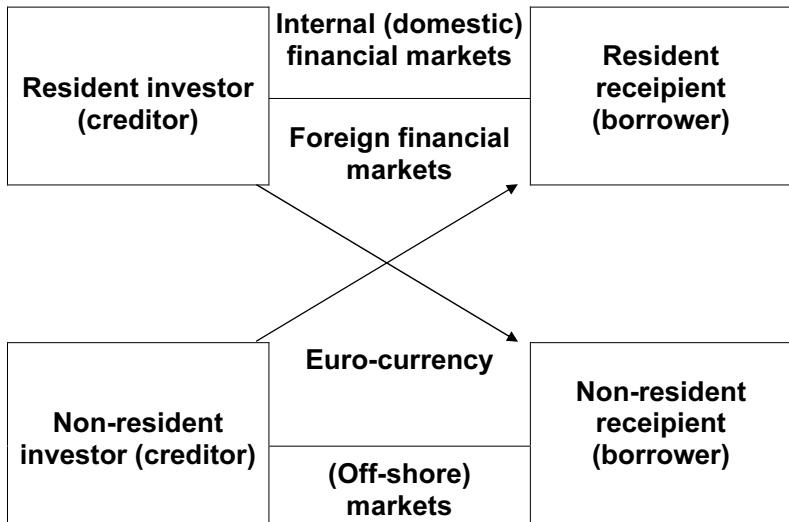 Internal (domestic)
financial markets
Resident investor
(creditor)
Resident
receipient
(borrower)
Foreign financial
markets
Euro-currency
Non-resident
investor (creditor)
Non-resident
receipient
(borrower)
(Off-shore)
markets